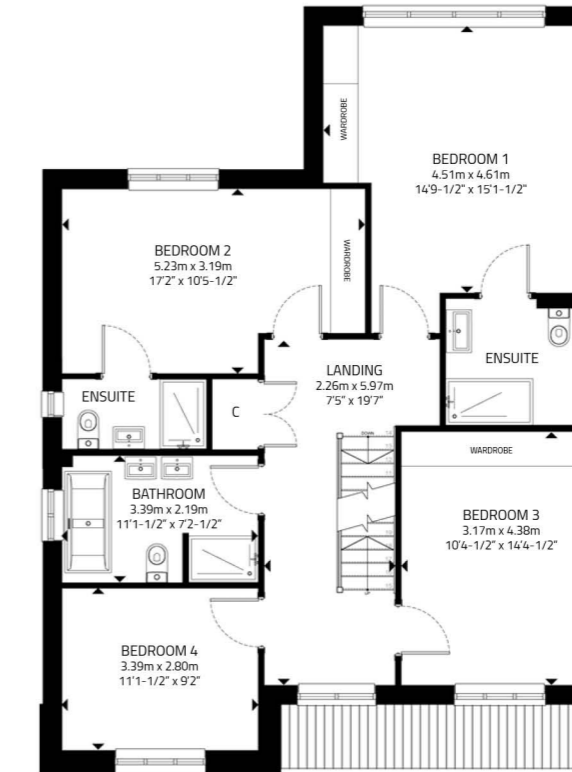 WARDROBE
BEDROOM 1
4.51m x 4.61m
14'9-1/2" x 15'1-1/2"
BEDROOM 2
5.23m x 3.19m
17'2" x 10'5-1/2"
WARDROBE
ENSUITE
LANDING
2.26m x 5.97m
7'5" x 19'7"
ENSUITE
C
DOWN
WARDROBE
BATHROOM
3.39m x 2.19m
11'1-1/2" x 7'2-1/2"
BEDROOM 3
3.17m x 4.38m
10'4-1/2" x 14'4-1/2"
BEDROOM 4
3.39m x 2.80m
11'1-1/2" x 9'2"